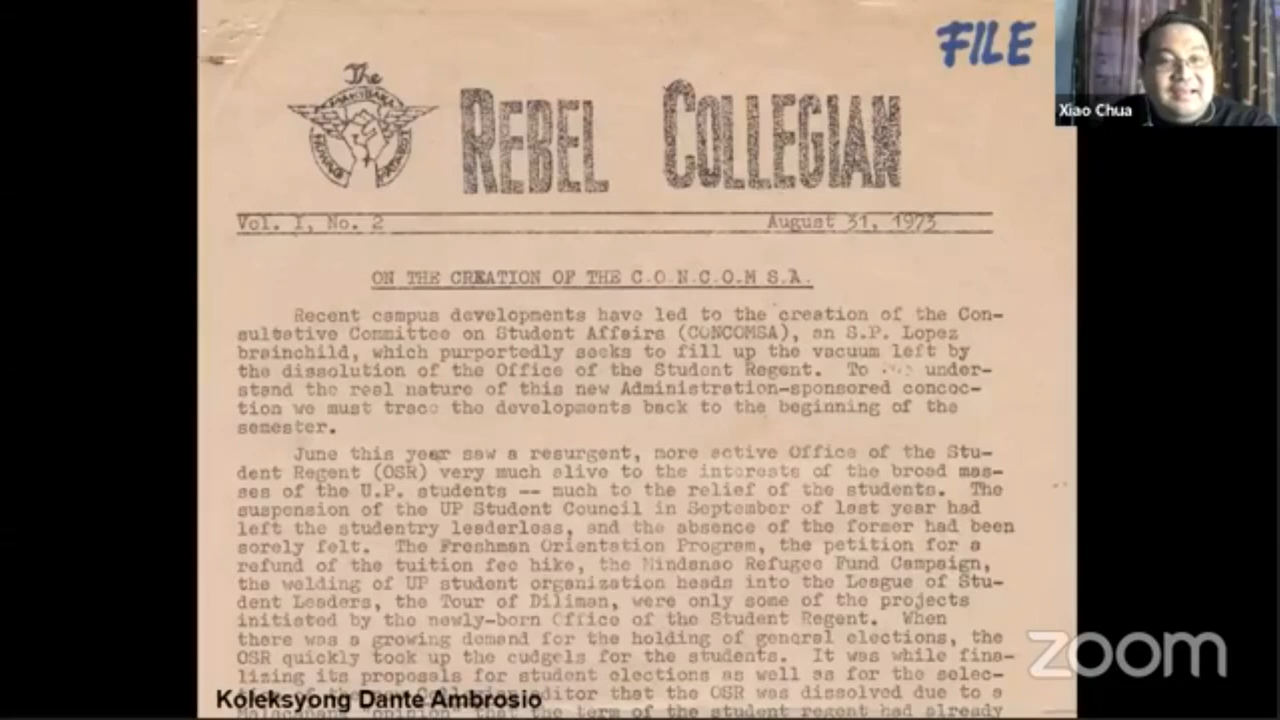 FILE
Xiao Chua
The
MAKIBAKA
REBEL COLLEGIAN
Vol. I, No. 2 August 31, 1973
ON THE CREATION OF THE C.O.N.C.O.M S.A.
Recent campus developments have led to the creation of the Con-
sultative Committee on Student Affairs (CONCOMSA), an S.P. Lopez
brainchild, which purportedly seeks to fill up the vacuum left by
the dissolution of the Office of the Student Regent. To under-
stand the real nature of this new Administration-sponsored concoc-
tion we must trace the developments back to the beginning of the
semester.
June this year saw a resurgent, more active Office of the Stu-
dent Regent (OSR) very much alive to the interests of the broad mas-
ses of the U.P. students -- much to the relief of the students. The
suspension of the UP Student Council in September of last year had
left the studentry leaderless, and the absence of the former had been
sorely felt. The Freshman Orientation Program, the petition for a
refund of the tuition fee hike, the Mindanao Refugee Fund Campaign,
the welding of UP student organization heads into the League of Stu-
dent Leaders, the Tour of Diliman, were only some of the projects
initiated by the newly-born Office of the Student Regent. When
there was a growing demand for the holding of general elections, the
OSR quickly took up the cudgels for the students. It was while fina-
lizing its proposals for student elections as well as for the selec-
editor that the OSR was dissolved due to a
"opinion" that the term of the student regent had already
Koleksyong Dante Ambrosio
zoom